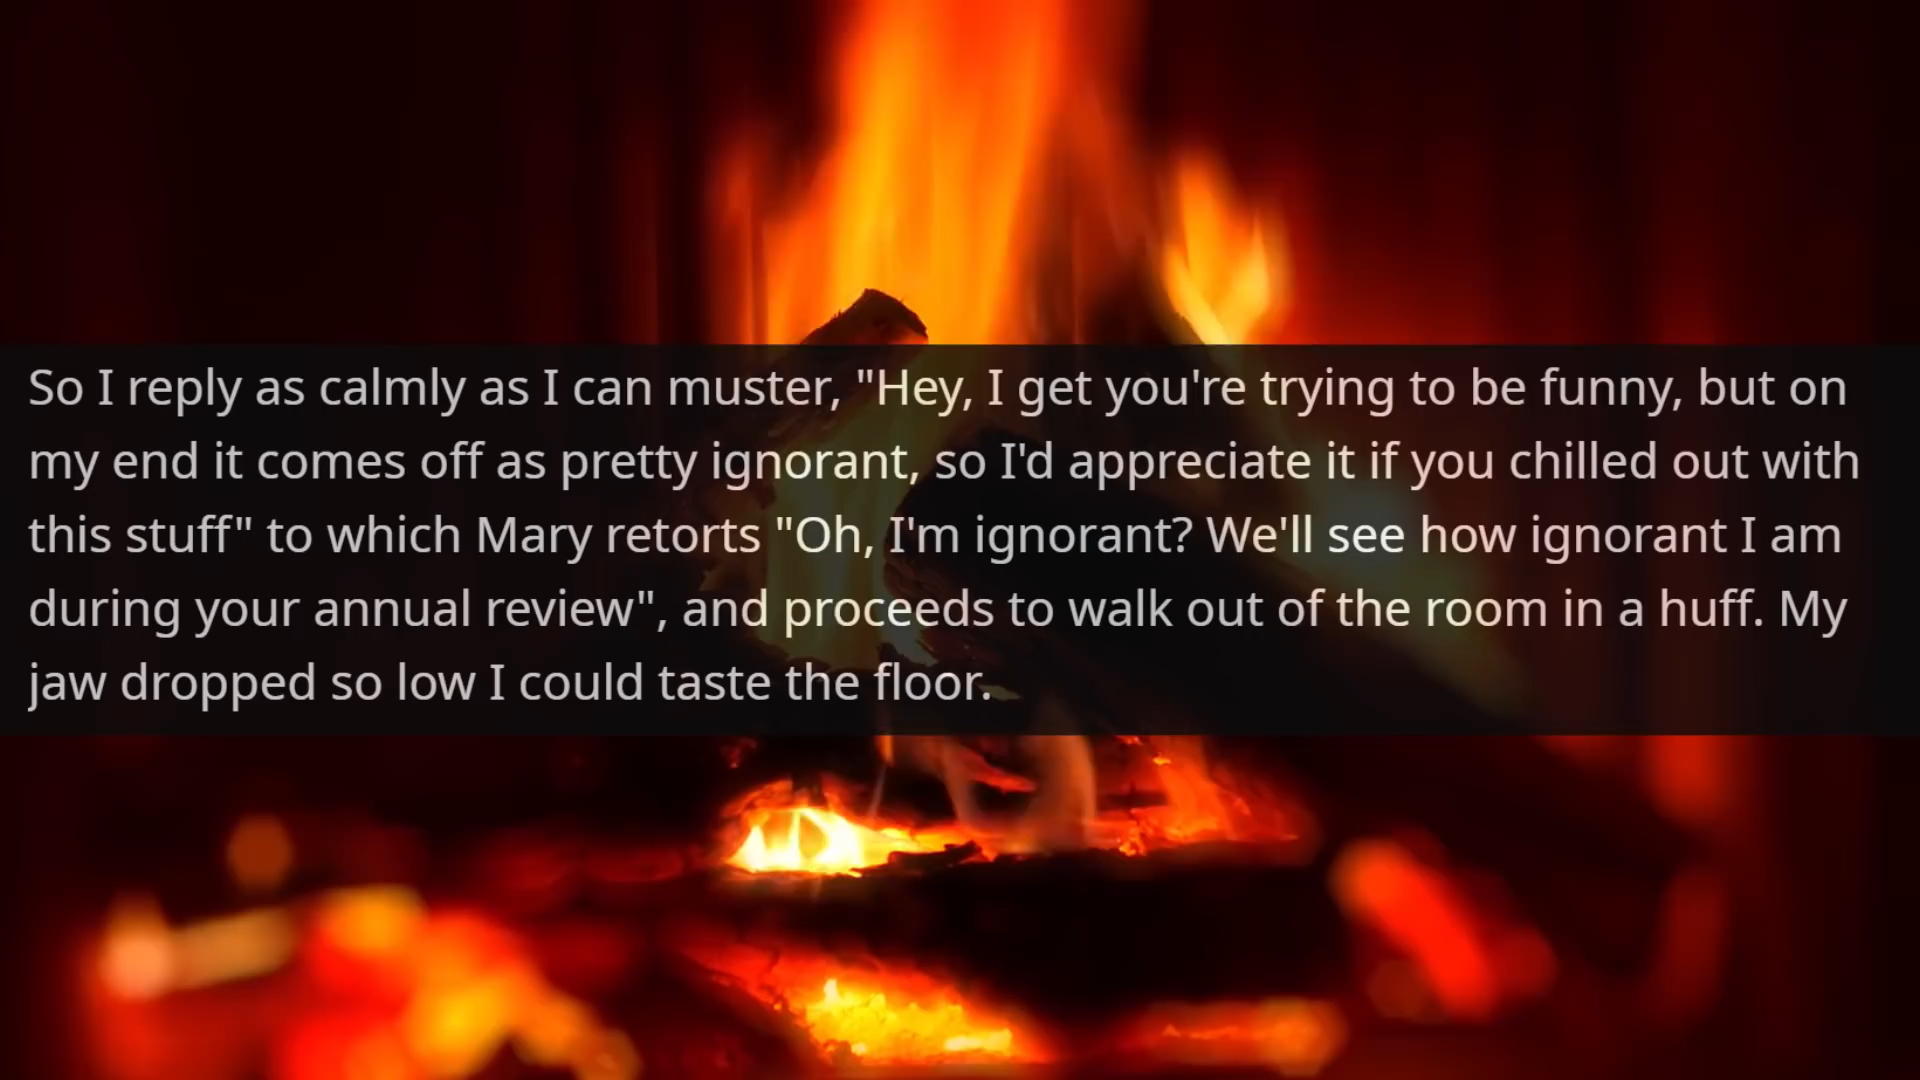 So I reply as calmly as I can muster, "Hey, I get you're trying to be funny, but on
my end it comes off as pretty ignorant, so I'd appreciate it if you chilled out with
this stuff" to which Mary retorts "Oh, I'm ignorant? We'll see how ignorant I am
during your annual review", and proceeds to walk out of the room in a huff. My
jaw dropped so low I could taste the floor.